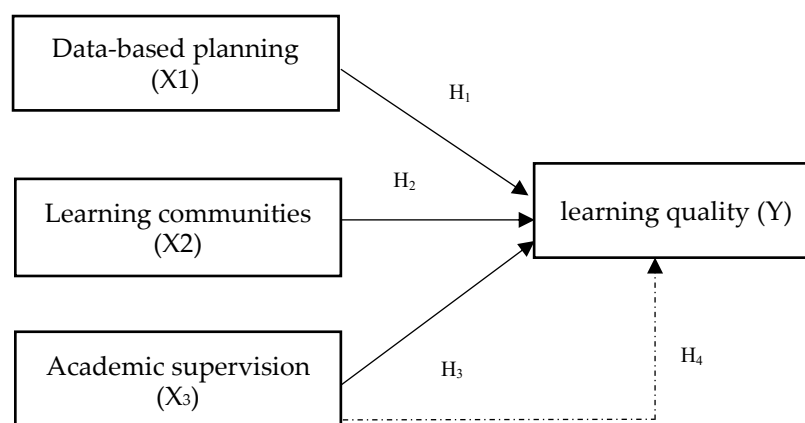 Data-based planning
(X1)
H₁
Learning communities
(X2)
H₂
learning quality (Y)
Academic supervision
(X₃)
H₃
H₄